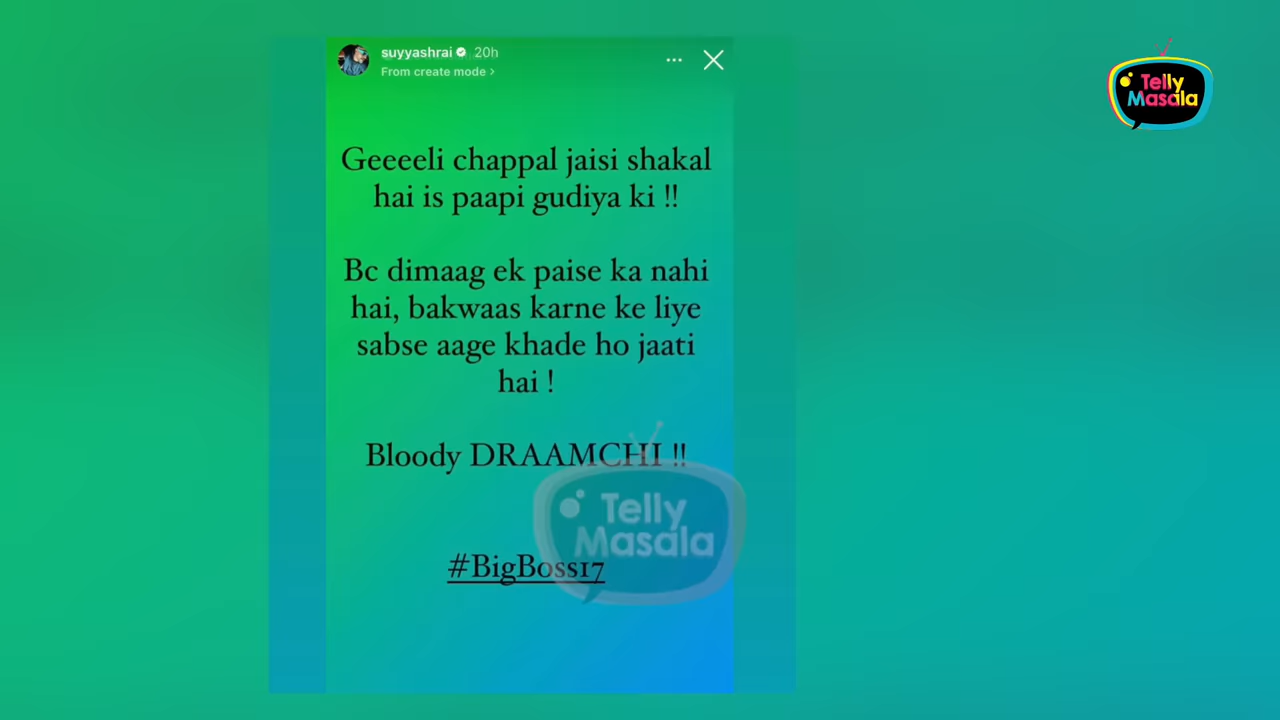 suyyashrai 20h
From create mode >
Geeeeli chappal jaisi shakal
hai is paapi gudiya ki !!
Bc dimaag ek paise ka nahi
hai, bakwaas karne ke liye
sabse aage khade ho jaati
hai !
Bloody DRAAMCHI !!
#BigBoss17
Telly
Masala
Telly
Masala